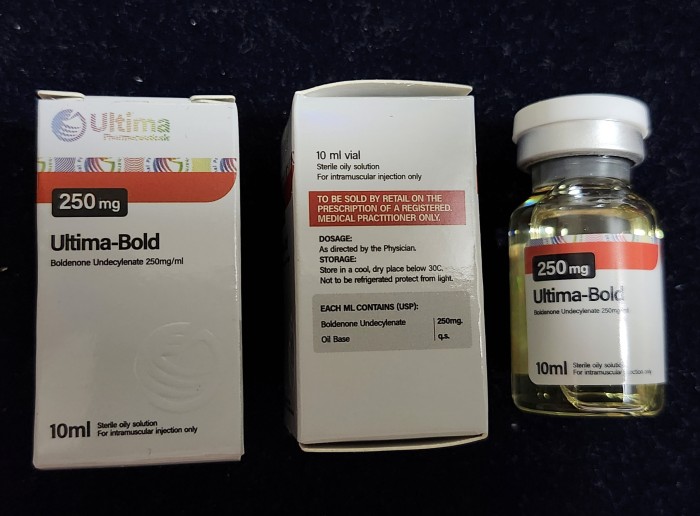 Ultima
Pharmaceuticals
250 mg
Ultima-Bold
Boldenone Undecylenate 250mg/ml
10ml Sterile oily solution
For intramuscular injection only
10 ml vial
Sterile oily solution
For intramuscular injection only
TO BE SOLD BY RETAIL ON THE
PRESCRIPTION OF A REGISTERED.
MEDICAL PRACTITIONER ONLY.
DOSAGE:
As directed by the Physician.
STORAGE:
Store in a cool, dry place below 30C.
Not to be refrigerated protect from light.
EACH ML CONTAINS (USP):
Boldenone Undecylenate 250mg.
Oil Base q.s.
250 mg
Ultima-Bold
Boldenone Undecylenate
10ml Sterile oily
For intramuscular only